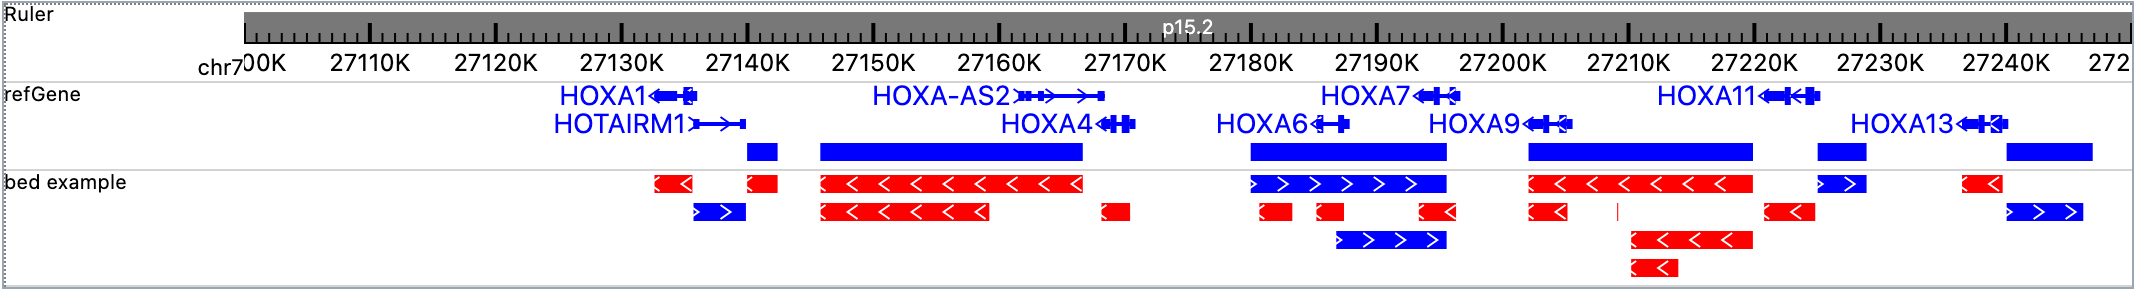 Ruler
p15.2
chr7 00K 27110K 27120K 27130K 27140K 27150K 27160K 27170K 27180K 27190K 27200K 27210K 27220K 27230K 27240K 272
refGene HOXA1 HOXA-AS2 HOXA7 HOXA11
HOTAIRM1 HOXA4 HOXA6 HOXA9 HOXA13
bed example